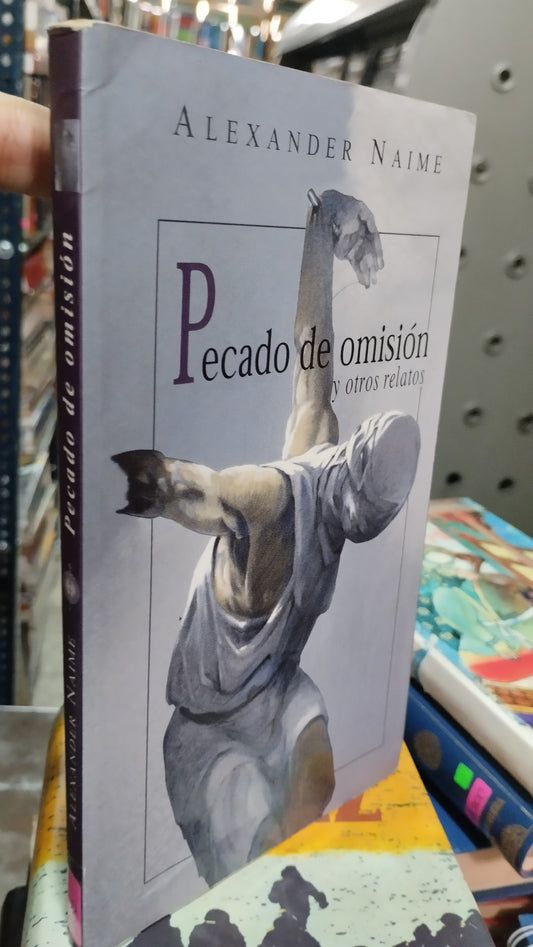 ALEXANDER NAIME
Pecado de omisión
y otros relatos
Pecado de omisión
ALEXANDER NAIME